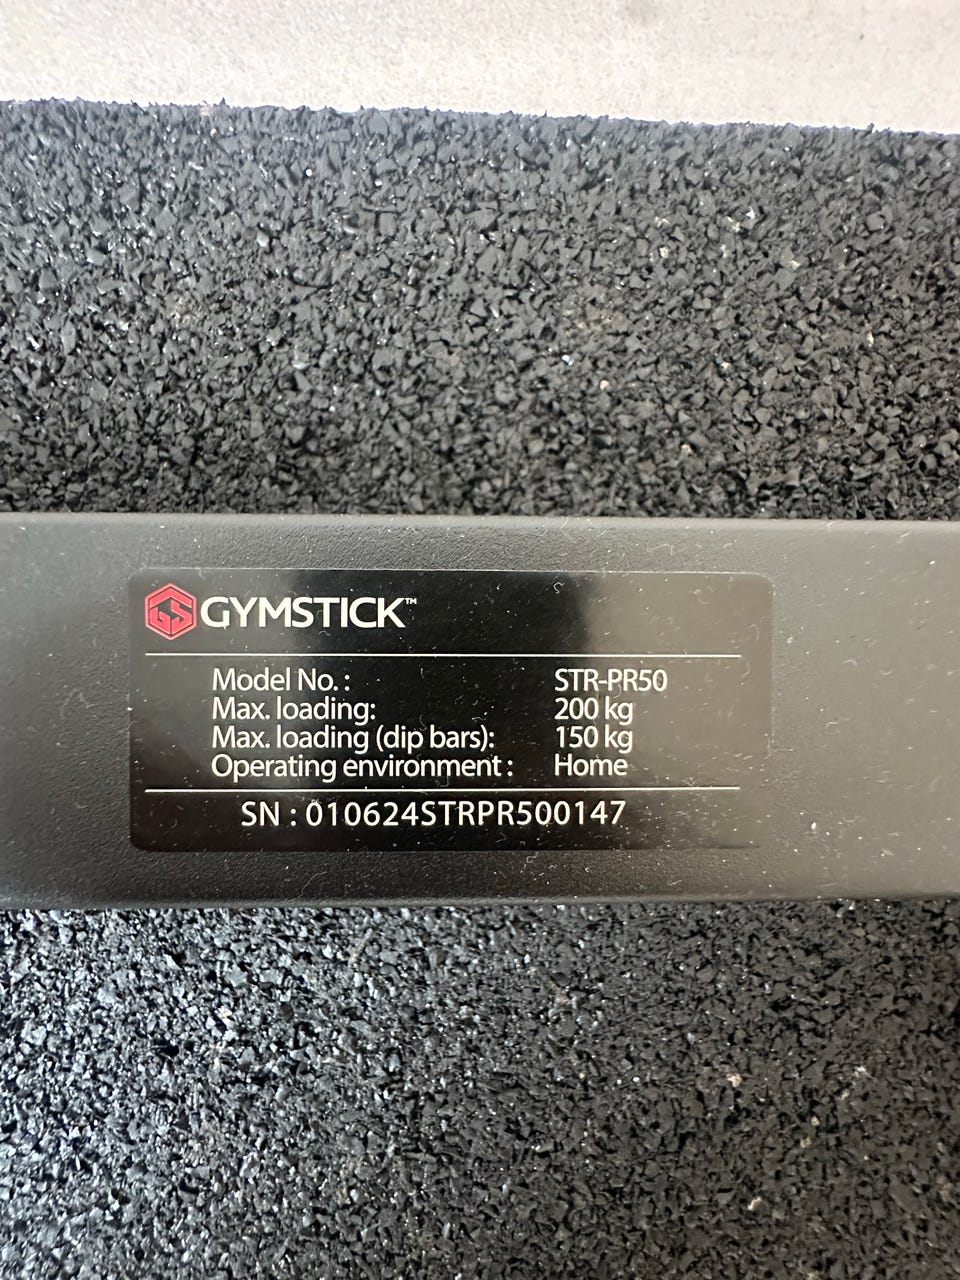 GS GYMSTICK™
Model No. : STR-PR50
Max. loading: 200 kg
Max. loading (dip bars): 150 kg
Operating environment : Home
SN : 010624STRPR500147